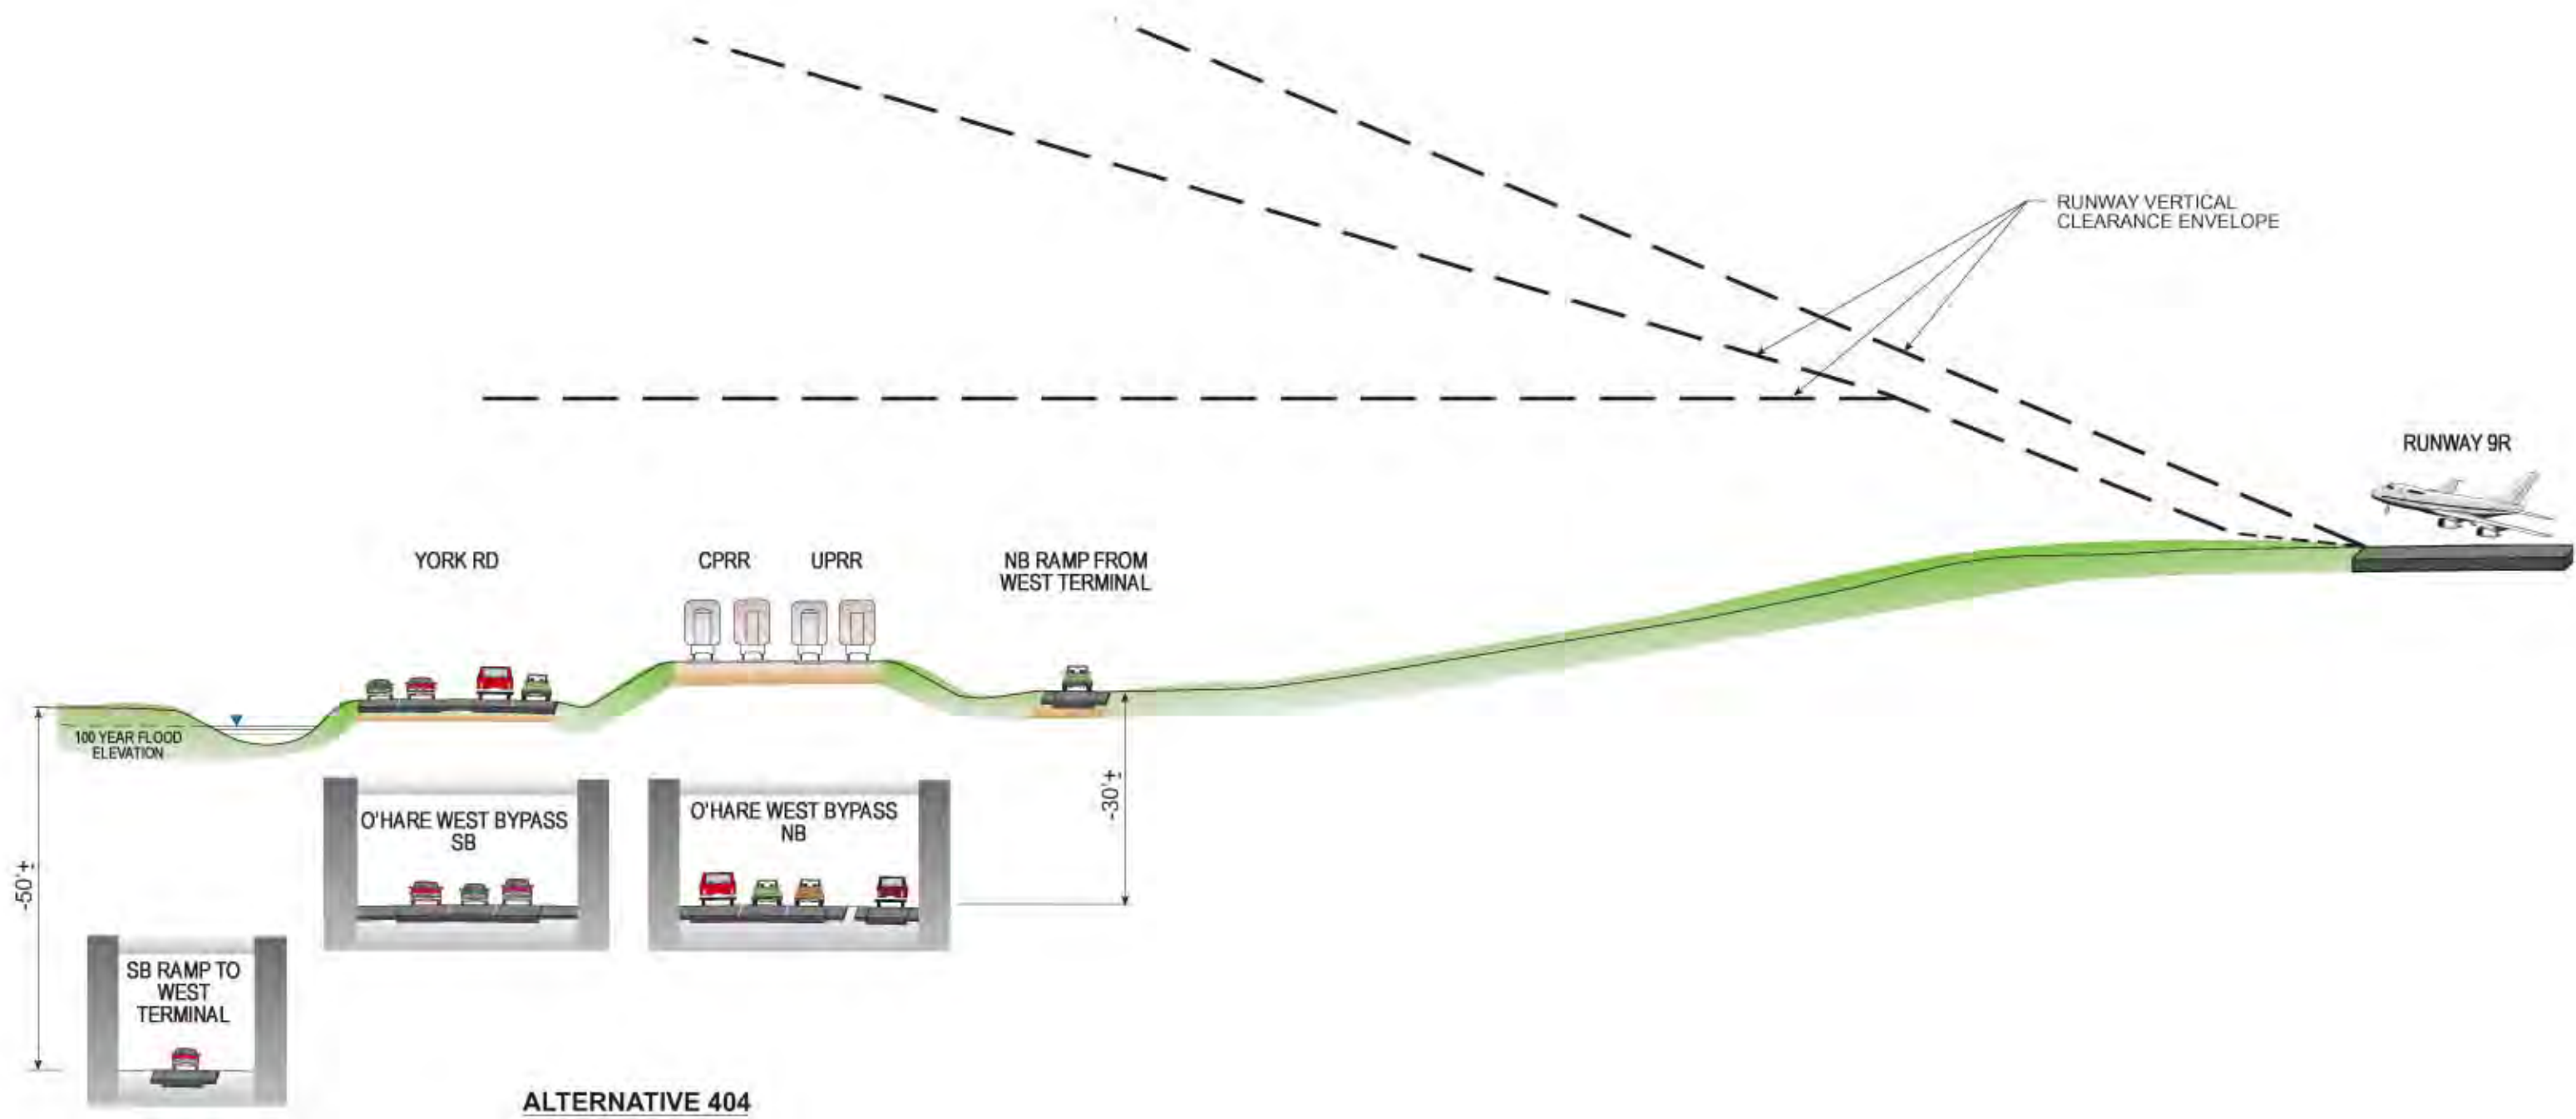 RUNWAY VERTICAL
CLEARANCE ENVELOPE
RUNWAY 9R
YORK RD
CPRR
UPRR
NB RAMP FROM
WEST TERMINAL
100 YEAR FLOOD
ELEVATION
O'HARE WEST BYPASS
SB
O'HARE WEST BYPASS
NB
-30'±
-50'±
SB RAMP TO
WEST
TERMINAL
ALTERNATIVE 404